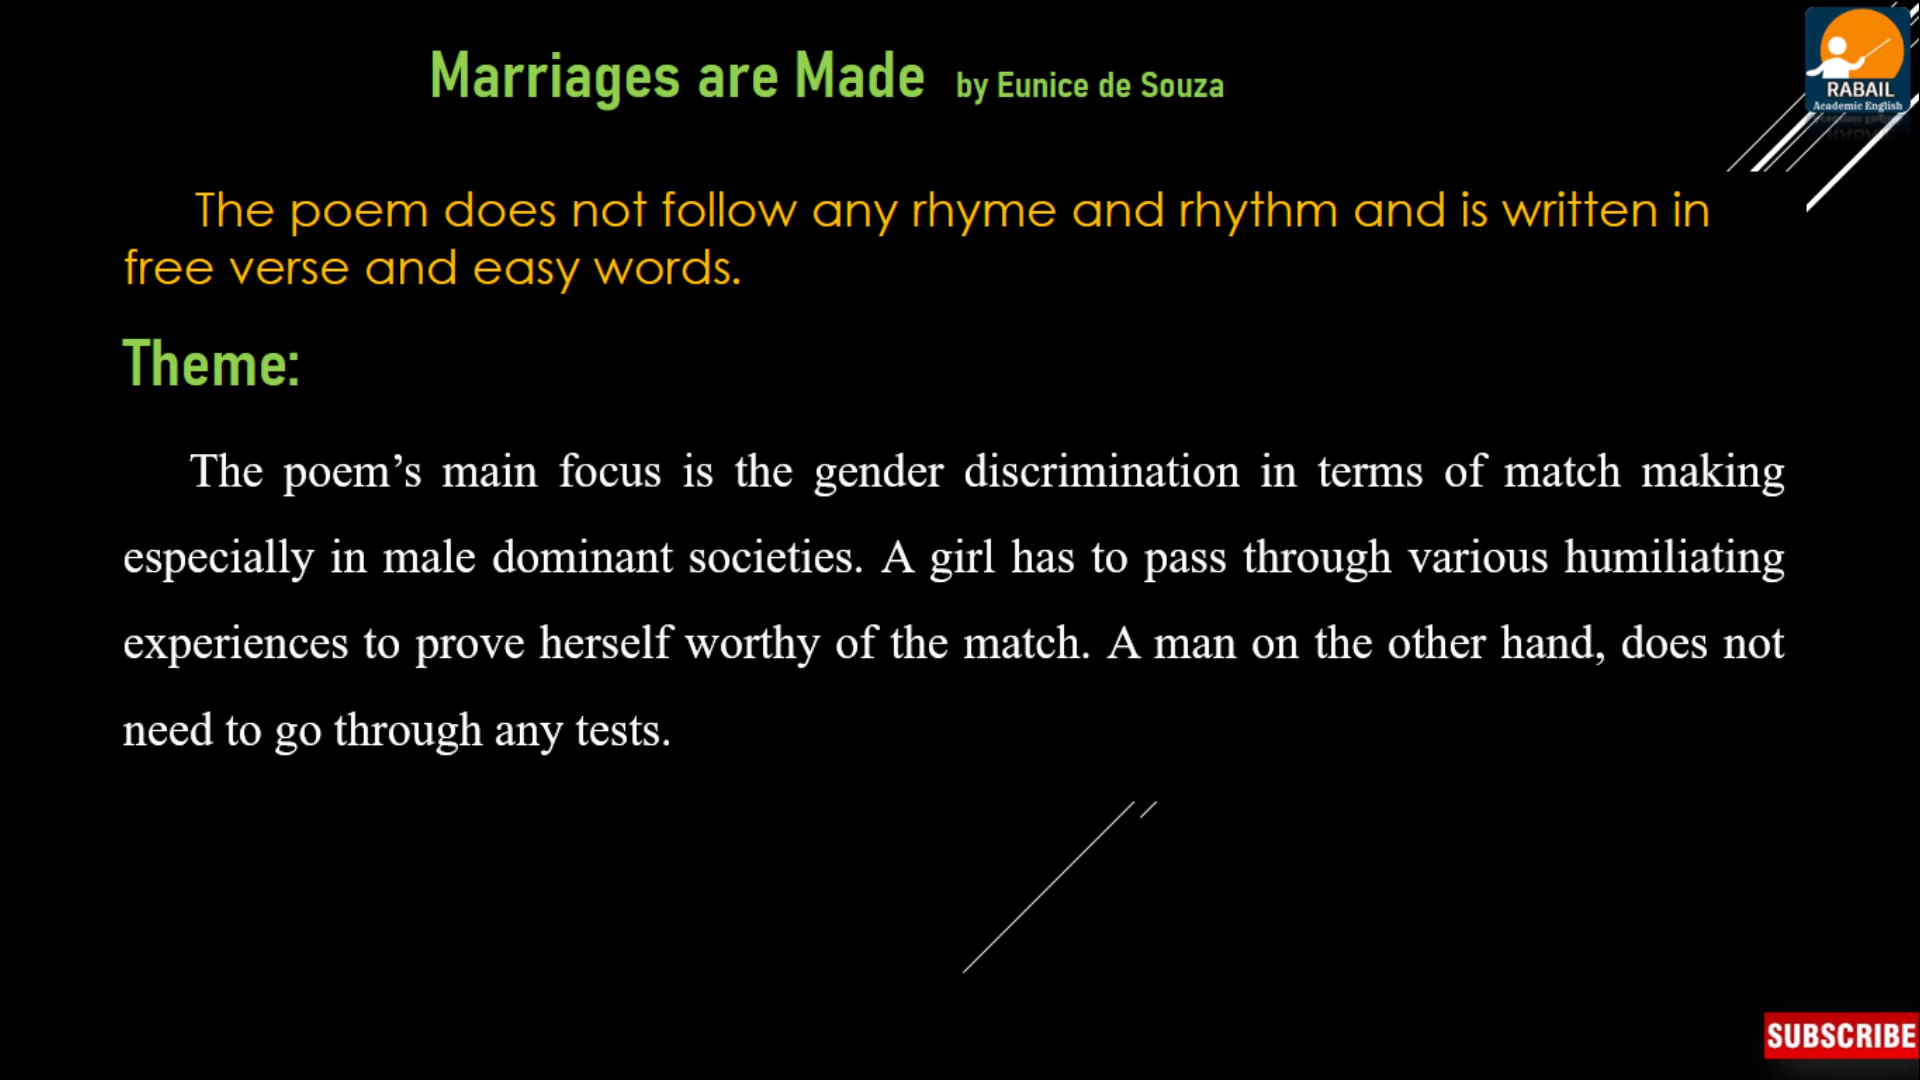 Marriages are Made by Eunice de Souza
RABAIL
Academic English
The poem does not follow any rhyme and rhythm and is written in
free verse and easy words.
Theme:
The poem’s main focus is the gender discrimination in terms of match making
especially in male dominant societies. A girl has to pass through various humiliating
experiences to prove herself worthy of the match. A man on the other hand, does not
need to go through any tests.
SUBSCRIBE